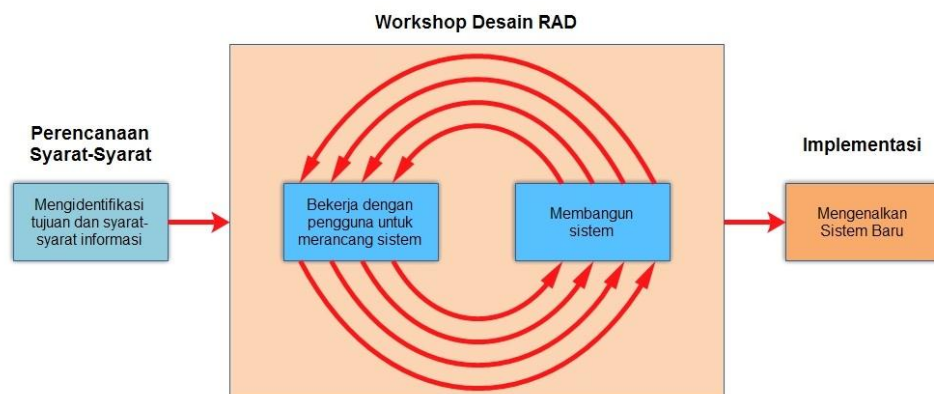 Workshop Desain RAD
Perencanaan
Syarat-Syarat
Mengidentifikasi
tujuan dan syarat-
syarat informasi
Bekerja dengan
pengguna untuk
merancang sistem
Membangun
sistem
Implementasi
Mengenalkan
Sistem Baru